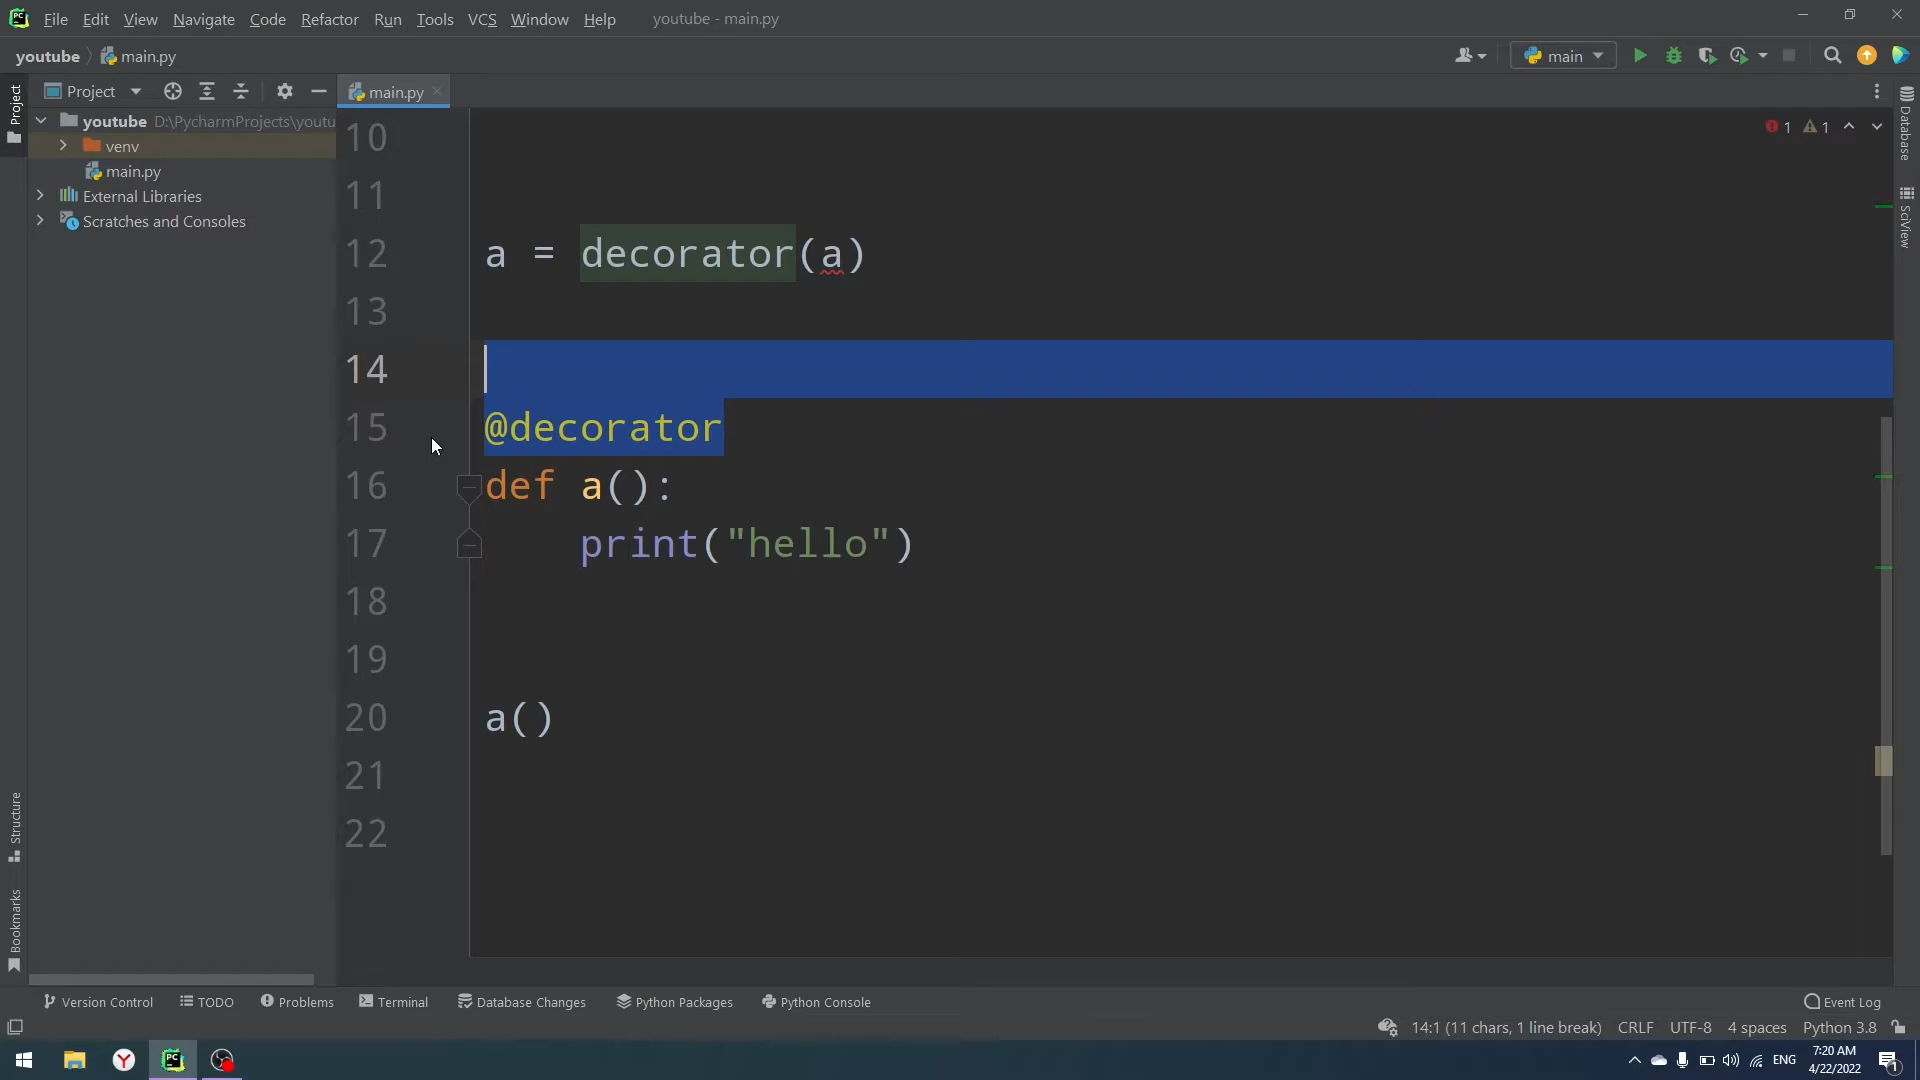 File Edit View Navigate Code Refactor Run Tools VCS Window Help youtube - main.py
youtube main.py main
Project main.py
Project
youtube D:\PycharmProjects\youtu
venv
main.py
External Libraries
Scratches and Consoles
Structure
Bookmarks
10
11
12 a = decorator(a)
13
14
15 @decorator
16 def a():
17 print("hello")
18
19
20 a()
21
22
1 1
Database
SciView
Version Control TODO Problems Terminal Database Changes Python Packages Python Console Event Log
14:1 (11 chars, 1 line break) CRLF UTF-8 4 spaces Python 3.8
PC
ENG 7:20 AM
4/22/2022
1